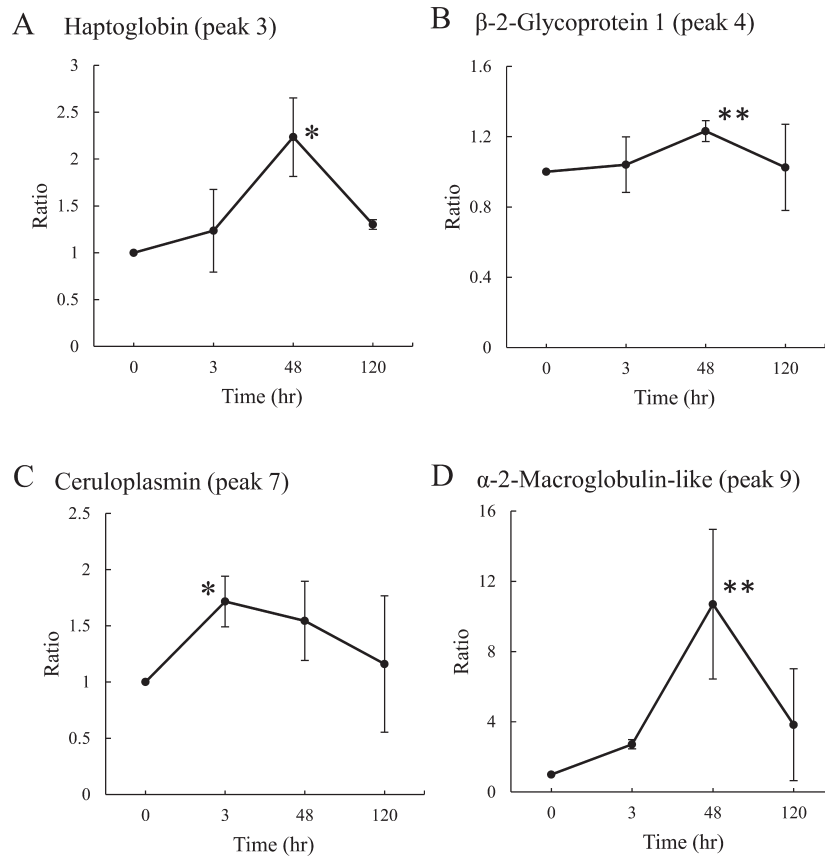 A Haptoglobin (peak 3)
3
2.5
2
1.5
1
0.5
0
Ratio
*
0 3 48 120
Time (hr)
B β-2-Glycoprotein 1 (peak 4)
1.6
1.2
0.8
0.4
0
Ratio
**
0 3 48 120
Time (hr)
C Ceruloplasmin (peak 7)
2.5
2
1.5
1
0.5
0
Ratio
*
0 3 48 120
Time (hr)
D α-2-Macroglobulin-like (peak 9)
16
12
8
4
0
Ratio
**
0 3 48 120
Time (hr)